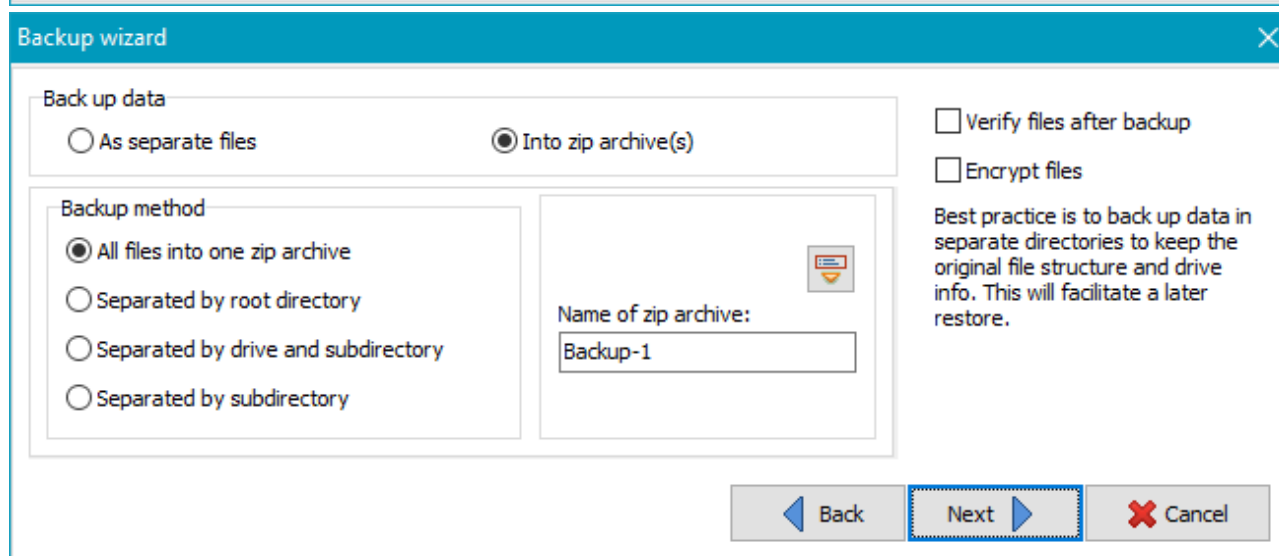 Backup wizard
Back up data
As separate files
Into zip archive(s)
Verify files after backup
Encrypt files
Backup method
All files into one zip archive
Separated by root directory
Separated by drive and subdirectory
Separated by subdirectory
Name of zip archive:
Backup-1
Best practice is to back up data in
separate directories to keep the
original file structure and drive
info. This will facilitate a later
restore.
Back
Next
Cancel